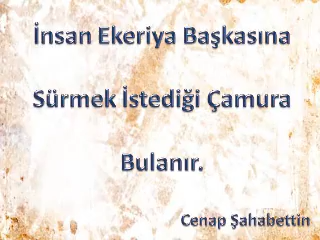 İnsan Ekeriya Başkasına
Sürmek İstediği Çamura
Bulanır.
Cenap Şahabettin